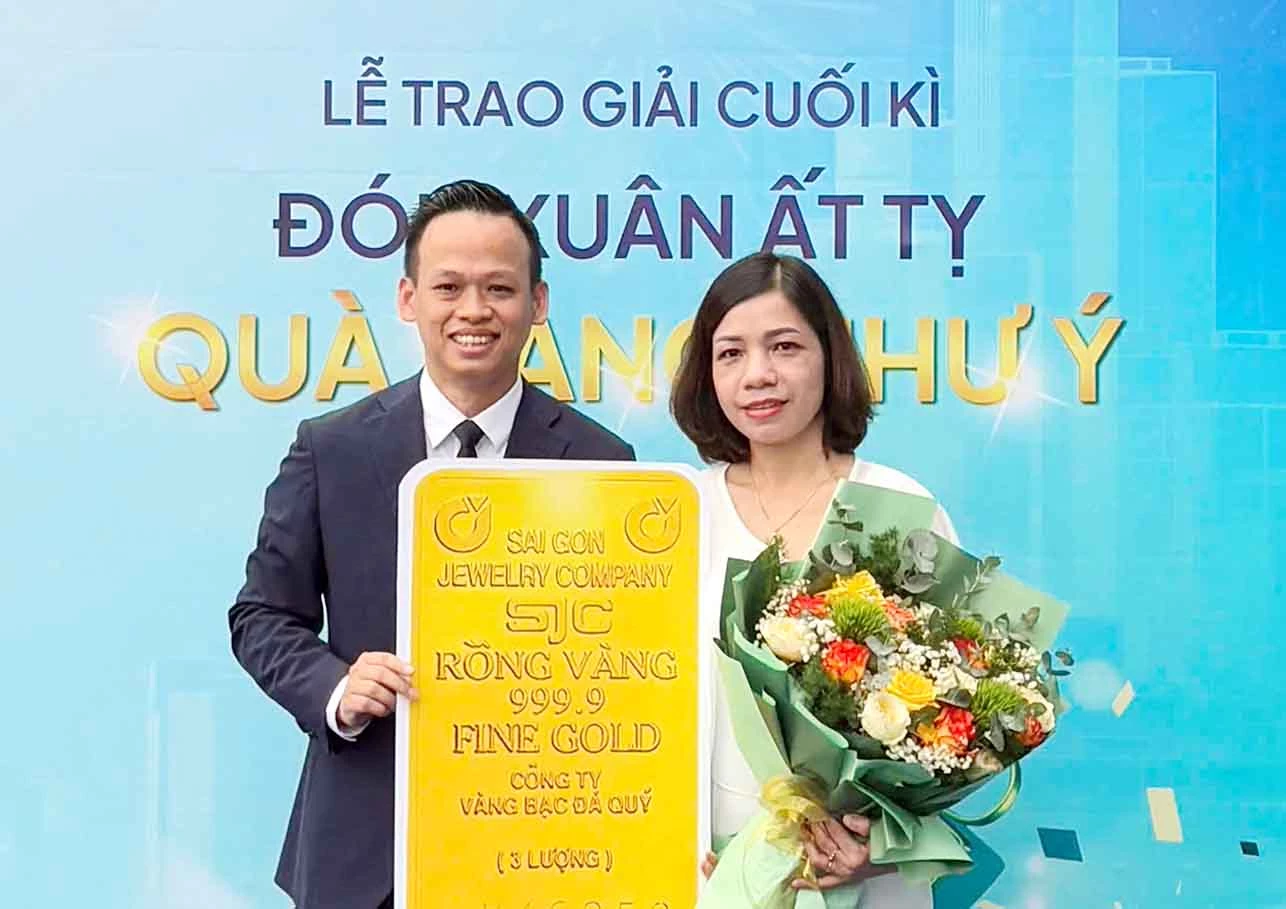 LỄ TRAO GIẢI CUỐI KÌ
ĐÓN XUÂN ẤT TỴ
QUÀ NHƯ Ý
SAI GON
JEWELRY COMPANY
SJC
RỒNG VÀNG
999.9
FINE GOLD
CÔNG TY
VÀNG BẠC ĐÁ QUÝ
( 3 LƯỢNG )